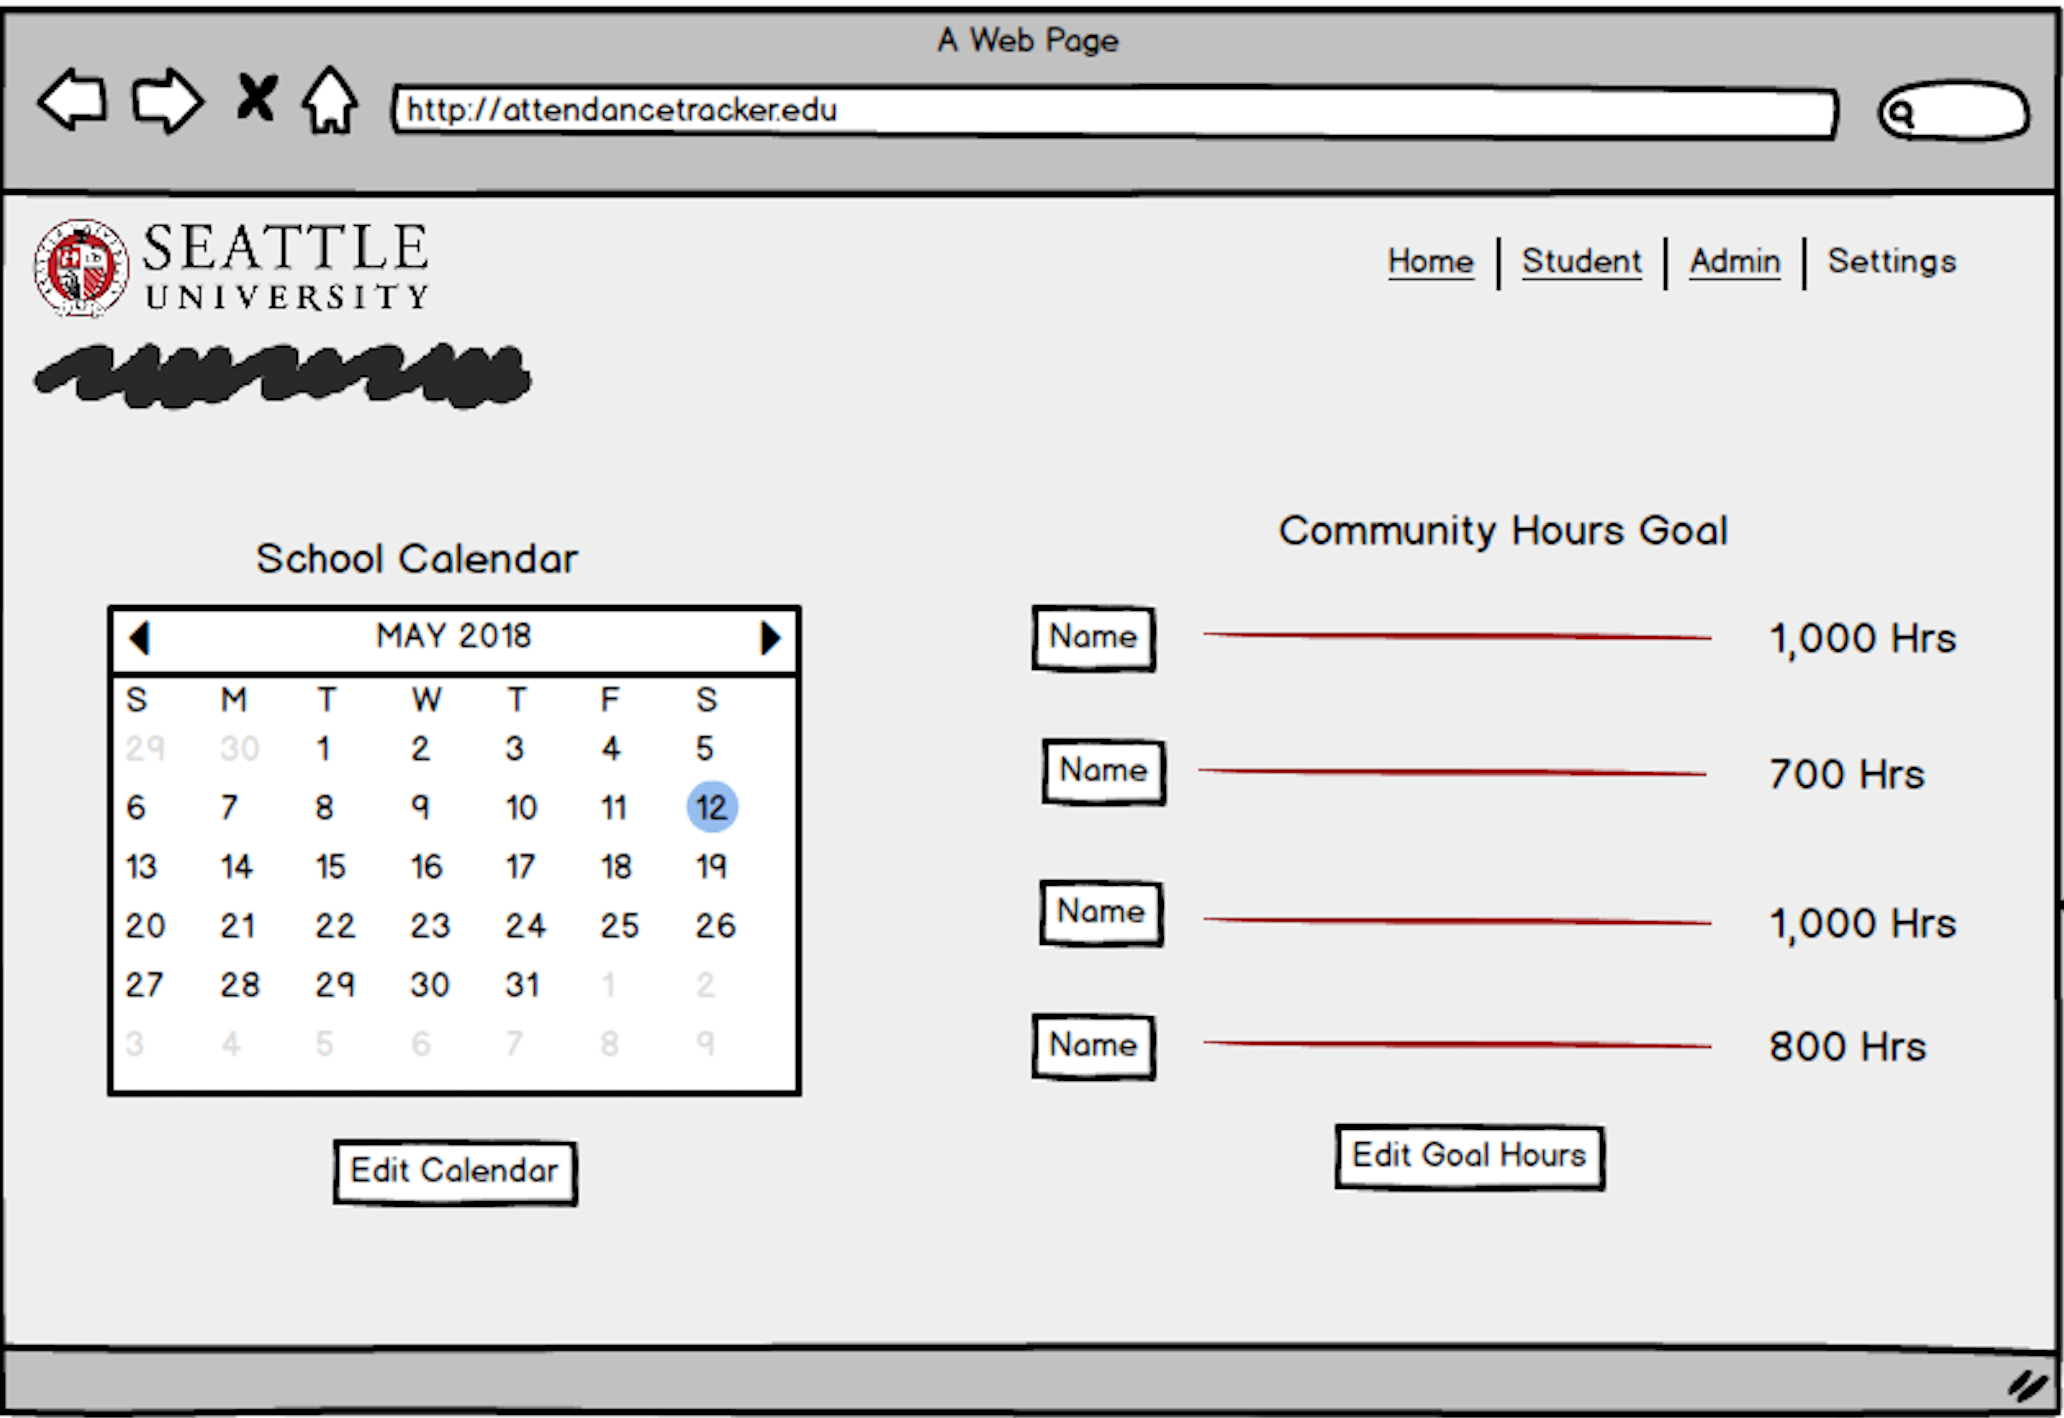 A Web Page
http://attendancetracker.edu
SEATTLE
UNIVERSITY
Home | Student | Admin | Settings
School Calendar
MAY 2018
S M T W T F S
29 30 1 2 3 4 5
6 7 8 9 10 11 12
13 14 15 16 17 18 19
20 21 22 23 24 25 26
27 28 29 30 31 1 2
3 4 5 6 7 8 9
Edit Calendar
Community Hours Goal
Name 1,000 Hrs
Name 700 Hrs
Name 1,000 Hrs
Name 800 Hrs
Edit Goal Hours